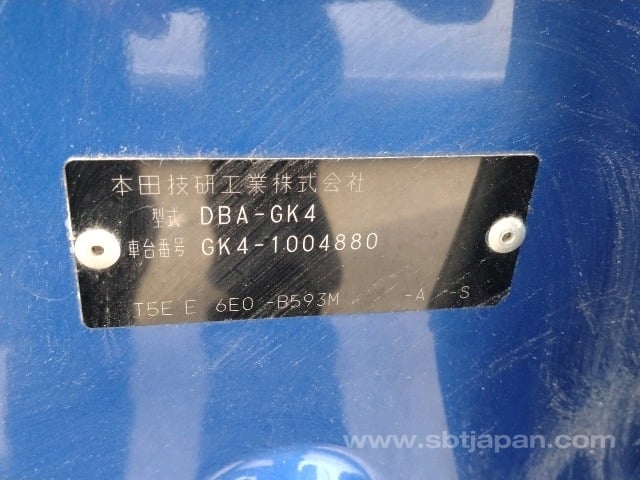 本田技研工業株式会社
型式 DBA-GK4
車台番号 GK4-1004880
T5E E 6E0 -B593M -A --S
www.sbtjapan.com